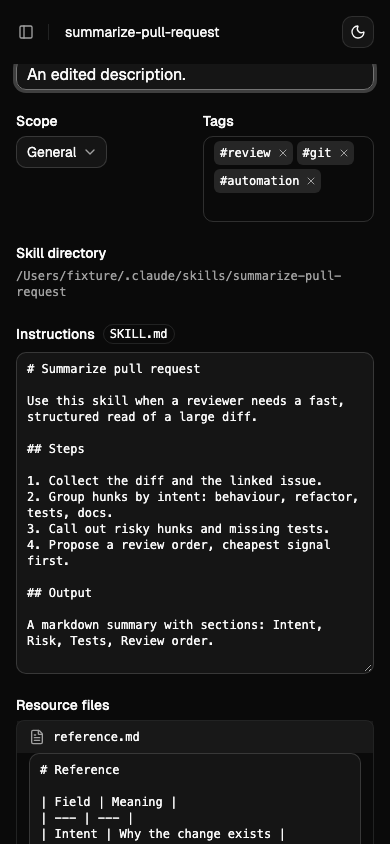 summarize-pull-request
An edited description.
Scope
Tags
General
#review × #git ×
#automation ×
Skill directory
/Users/fixture/.claude/skills/summarize-pull-
request
Instructions SKILL.md
# Summarize pull request
Use this skill when a reviewer needs a fast,
structured read of a large diff.
## Steps
1. Collect the diff and the linked issue.
2. Group hunks by intent: behaviour, refactor,
tests, docs.
3. Call out risky hunks and missing tests.
4. Propose a review order, cheapest signal
first.
## Output
A markdown summary with sections: Intent,
Risk, Tests, Review order.
Resource files
reference.md
# Reference
| Field | Meaning |
| --- | --- |
| Intent | Why the change exists |